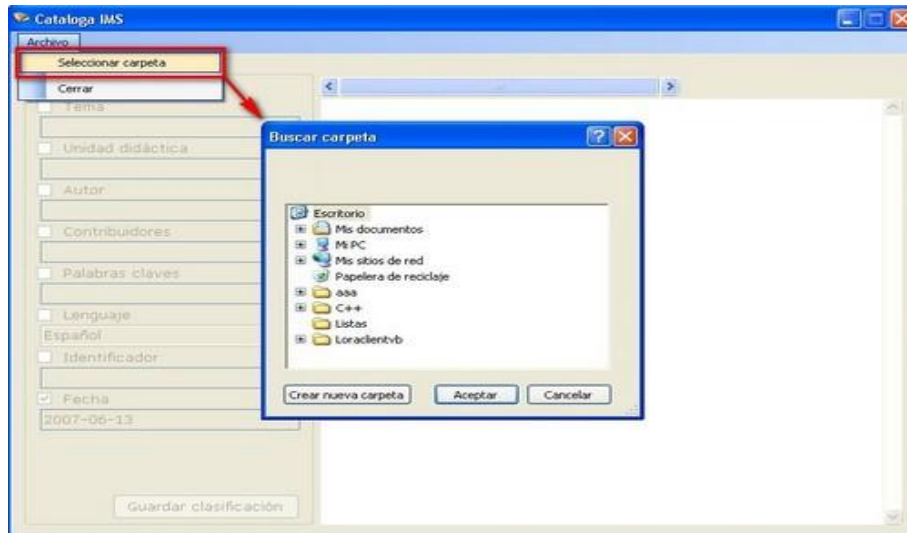 Cataloga IMS
Archivo
Seleccionar carpeta
Cerrar
Tema
Unidad didáctica
Autor
Contribuidores
Palabras claves
Lenguaje
Español
Identificador
Fecha
2007-06-13
Guardar clasificación
Buscar carpeta
Escritorio
Mis documentos
Mi PC
Mis sitios de red
Papelera de reciclaje
aaa
C++
Listas
Loraclientvb
Crear nueva carpeta Aceptar Cancelar